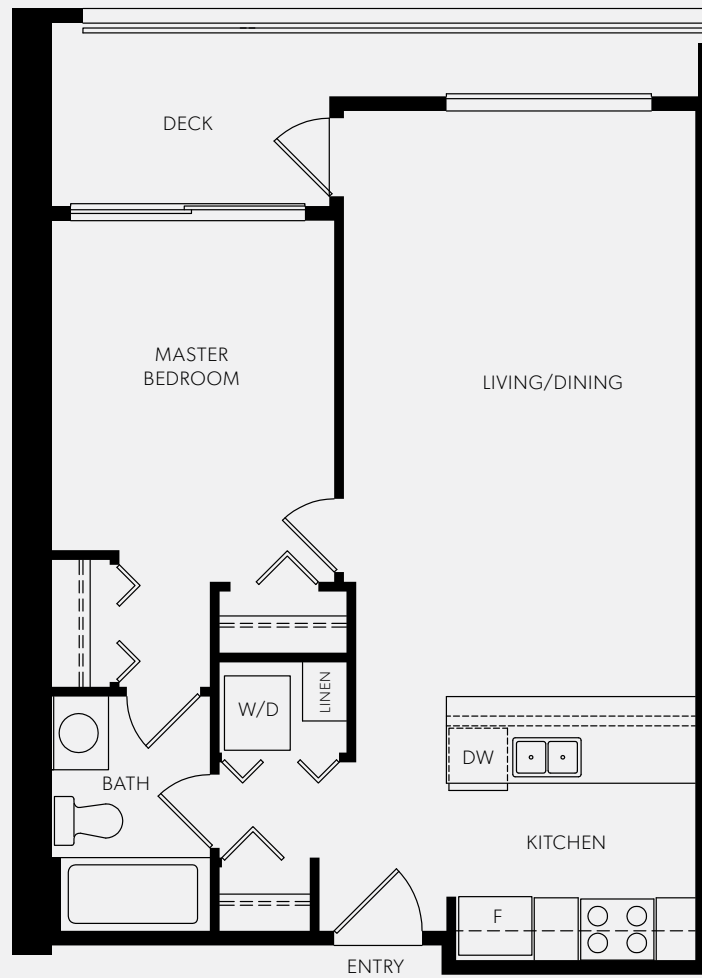 DECK
MASTER
BEDROOM
LIVING/DINING
W/D
LINEN
DW
BATH
KITCHEN
F
ENTRY